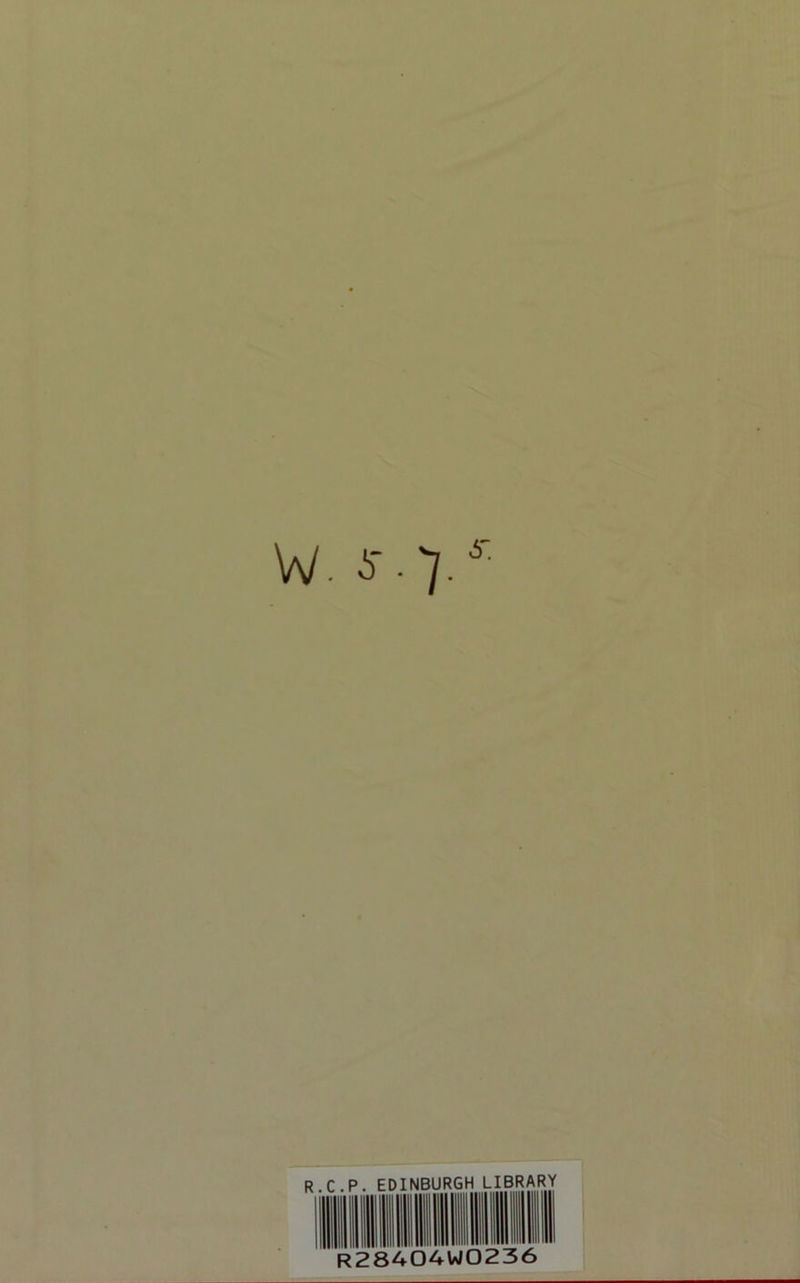 W. 5. 7. 5.
R.C.P. EDINBURGH LIBRARY
R28404W0236